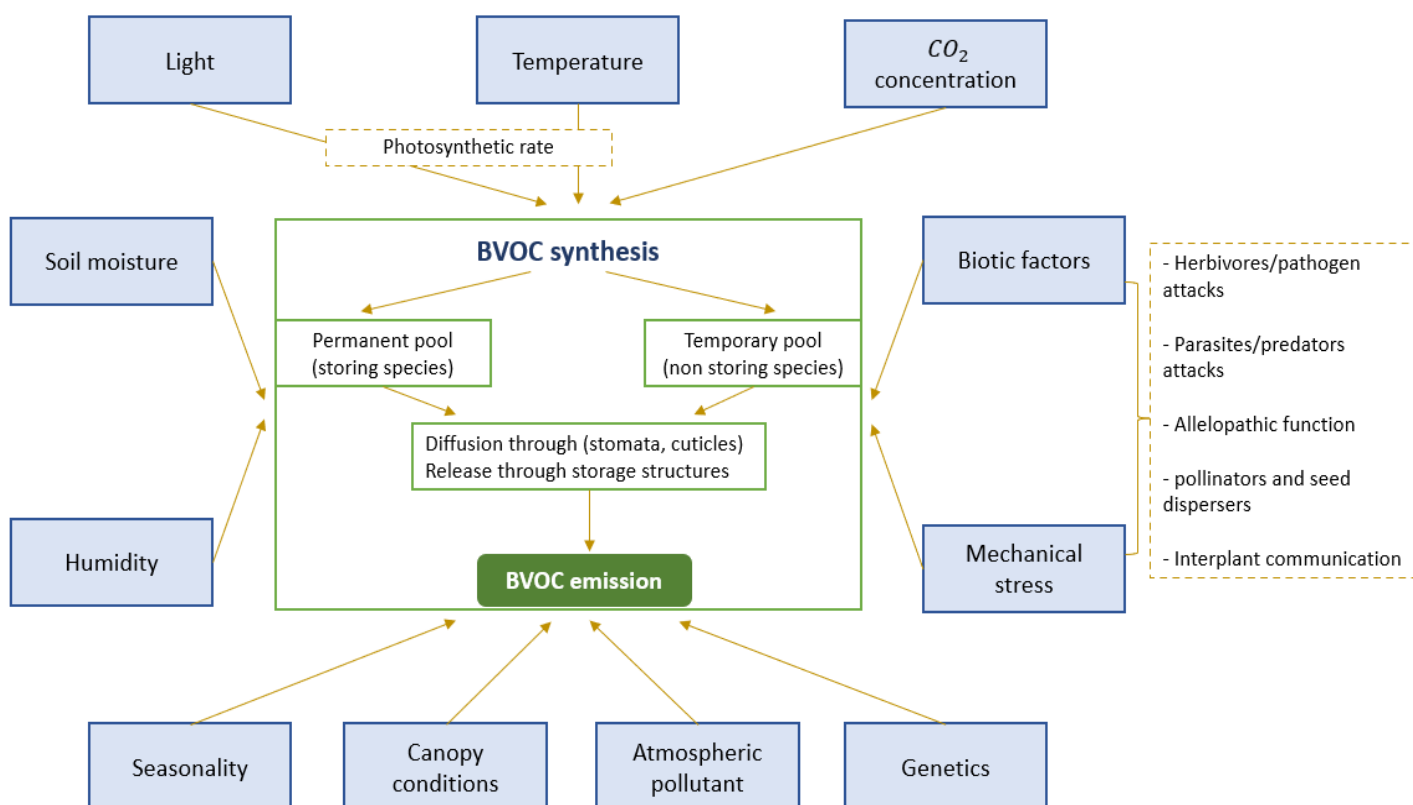 Light
Temperature
CO₂
concentration
Photosynthetic rate
Soil moisture
BVOC synthesis
Biotic factors
Permanent pool
(storing species)
Temporary pool
(non storing species)
Diffusion through (stomata, cuticles)
Release through storage structures
- Herbivores/pathogen
attacks
- Parasites/predators
attacks
- Allelopathic function
- pollinators and seed
dispersers
- Interplant communication
Humidity
BVOC emission
Mechanical
stress
Seasonality
Canopy
conditions
Atmospheric
pollutant
Genetics